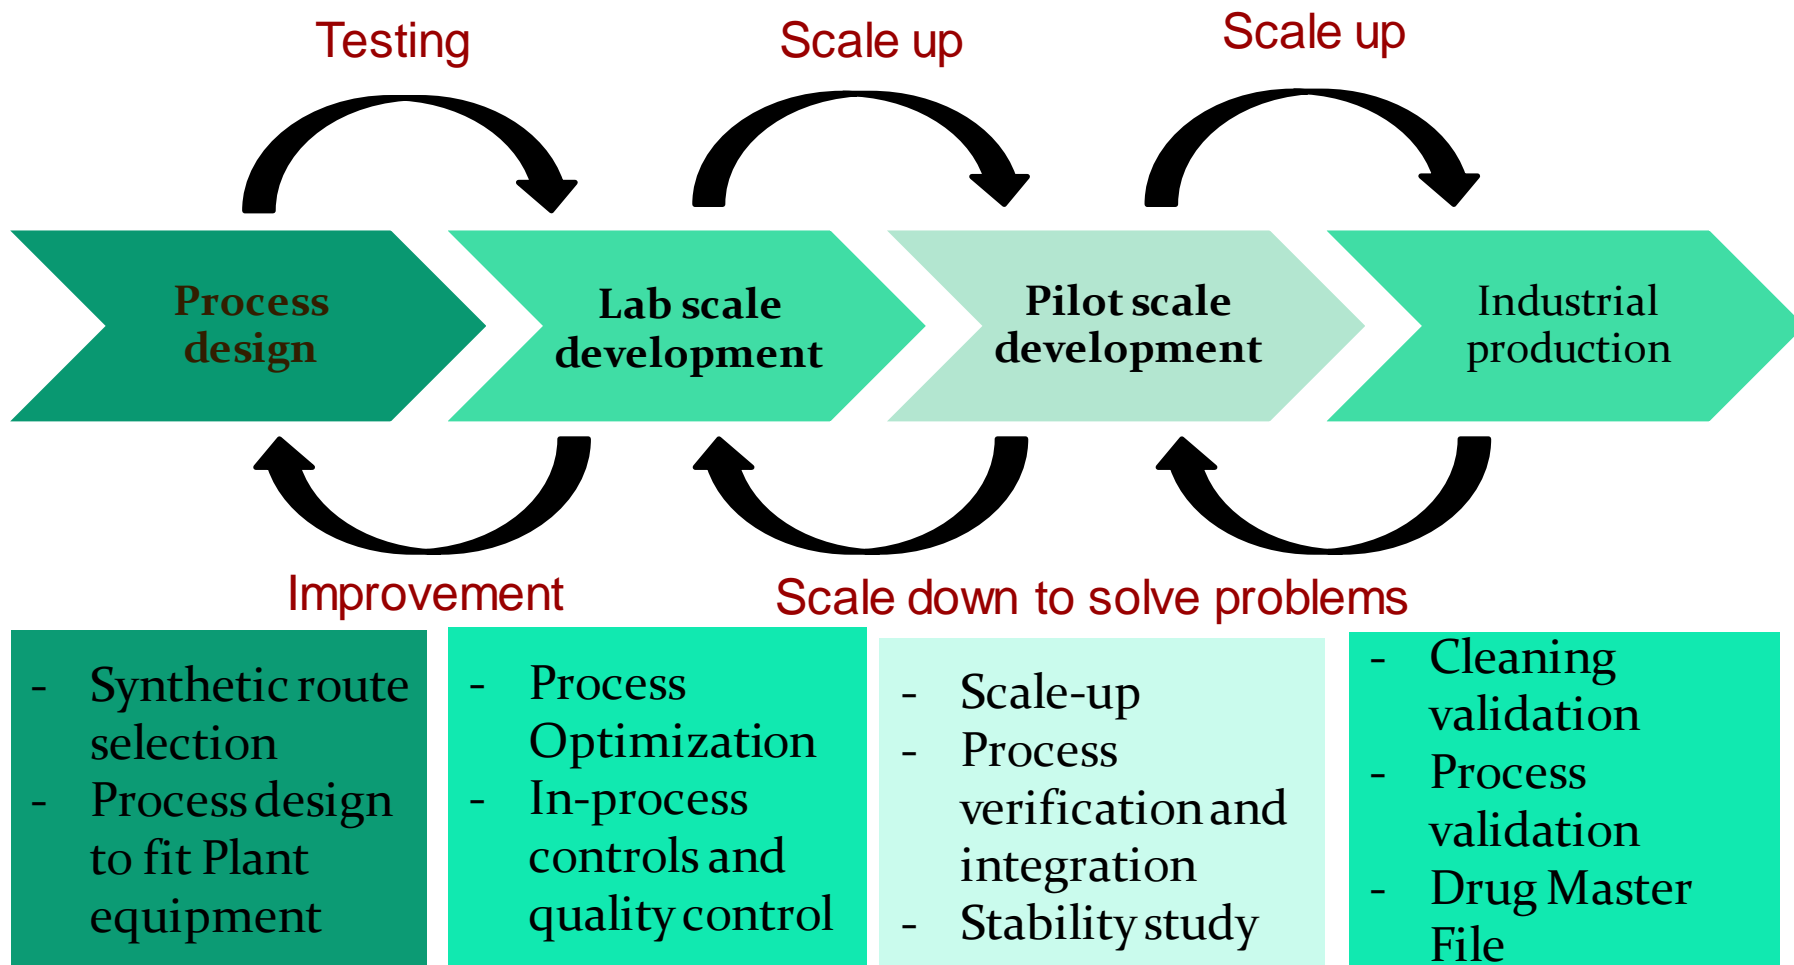 Testing
Scale up
Scale up
Process
design
Lab scale
development
Pilot scale
development
Industrial
production
Improvement
Scale down to solve problems
- Synthetic route
selection
- Process design
to fit Plant
equipment
- Process
Optimization
- In-process
controls and
quality control
- Scale-up
- Process
verification and
integration
- Stability study
- Cleaning
validation
- Process
validation
- Drug Master
File